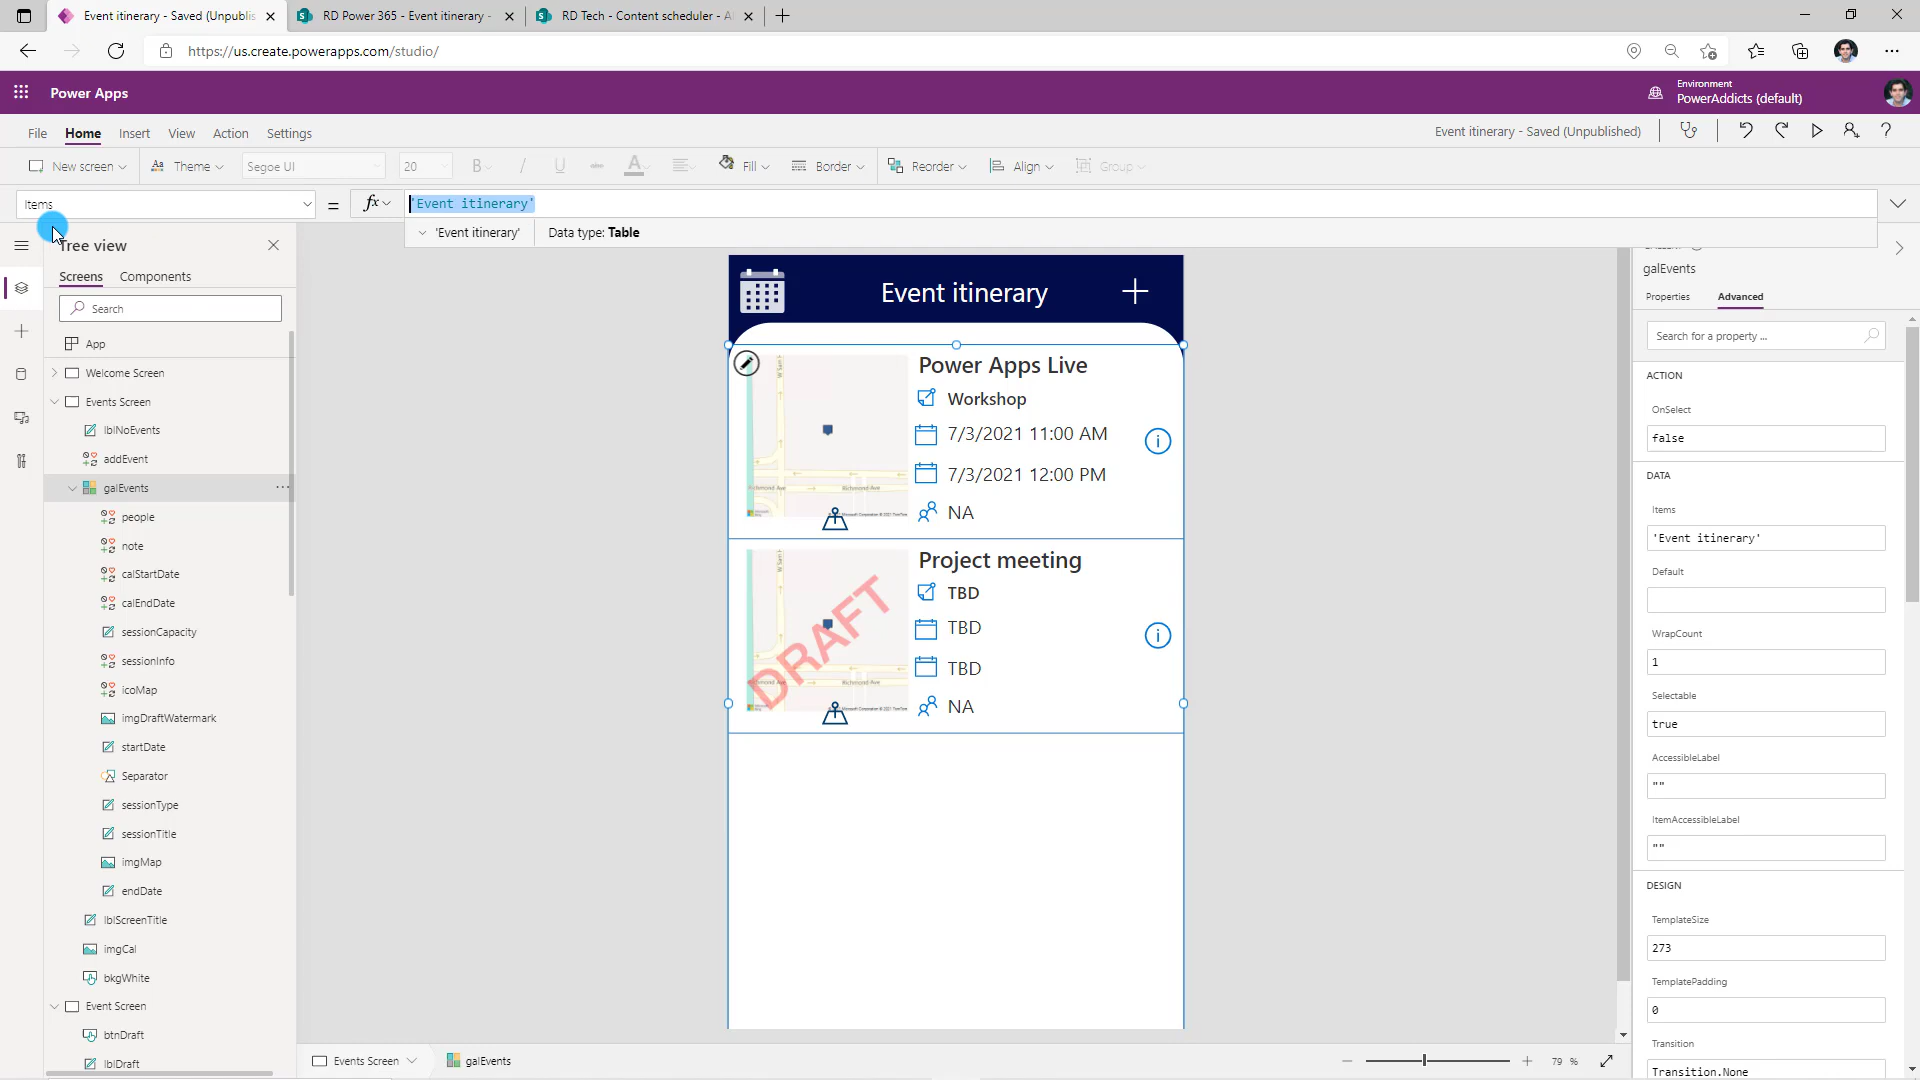 Event itinerary - Saved (Unpublis
RD Power 365 - Event itinerary -
RD Tech - Content scheduler - Al
https://us.create.powerapps.com/studio/
Power Apps
Environment
PowerAddicts (default)
File Home Insert View Action Settings
Event itinerary - Saved (Unpublished)
New screen Theme Segoe UI 20 B I U abc A Fill Border Reorder Align Group
Items = fx 'Event itinerary'
'Event itinerary' Data type: Table
Tree view
Screens Components
Search
App
Welcome Screen
Events Screen
lblNoEvents
addEvent
galEvents
people
note
calStartDate
calEndDate
sessionCapacity
sessionInfo
icoMap
imgDraftWatermark
startDate
Separator
sessionType
sessionTitle
imgMap
endDate
lblScreenTitle
imgCal
bkgWhite
Event Screen
btnDraft
lblDraft
Event itinerary
Power Apps Live
Workshop
7/3/2021 11:00 AM
7/3/2021 12:00 PM
NA
Richmond Ave
Project meeting
TBD
TBD
TBD
NA
DRAFT
Richmond Ave
galEvents
Properties Advanced
Search for a property ...
ACTION
OnSelect
false
DATA
Items
'Event itinerary'
Default
WrapCount
1
Selectable
true
AccessibleLabel
""
ItemAccessibleLabel
""
DESIGN
TemplateSize
273
TemplatePadding
0
Transition
Transition.None
Events Screen galEvents
79 %